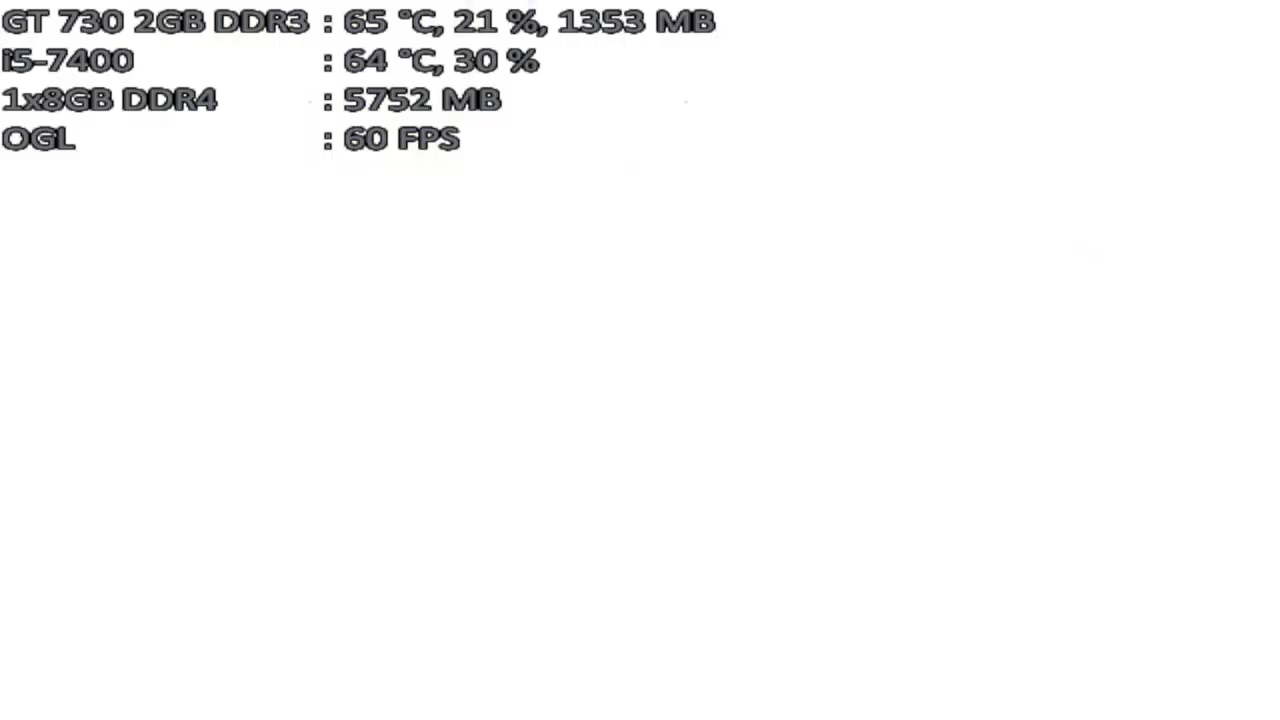 GT 730 2GB DDR3 : 65 °C, 21 %, 1353 MB
i5-7400 : 64 °C, 30 %
1x8GB DDR4 : 5752 MB
OGL : 60 FPS